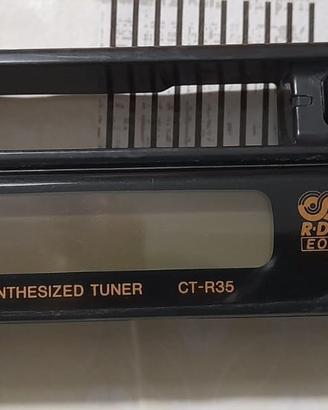 R·D
EO
NTHESIZED TUNER CT-R35